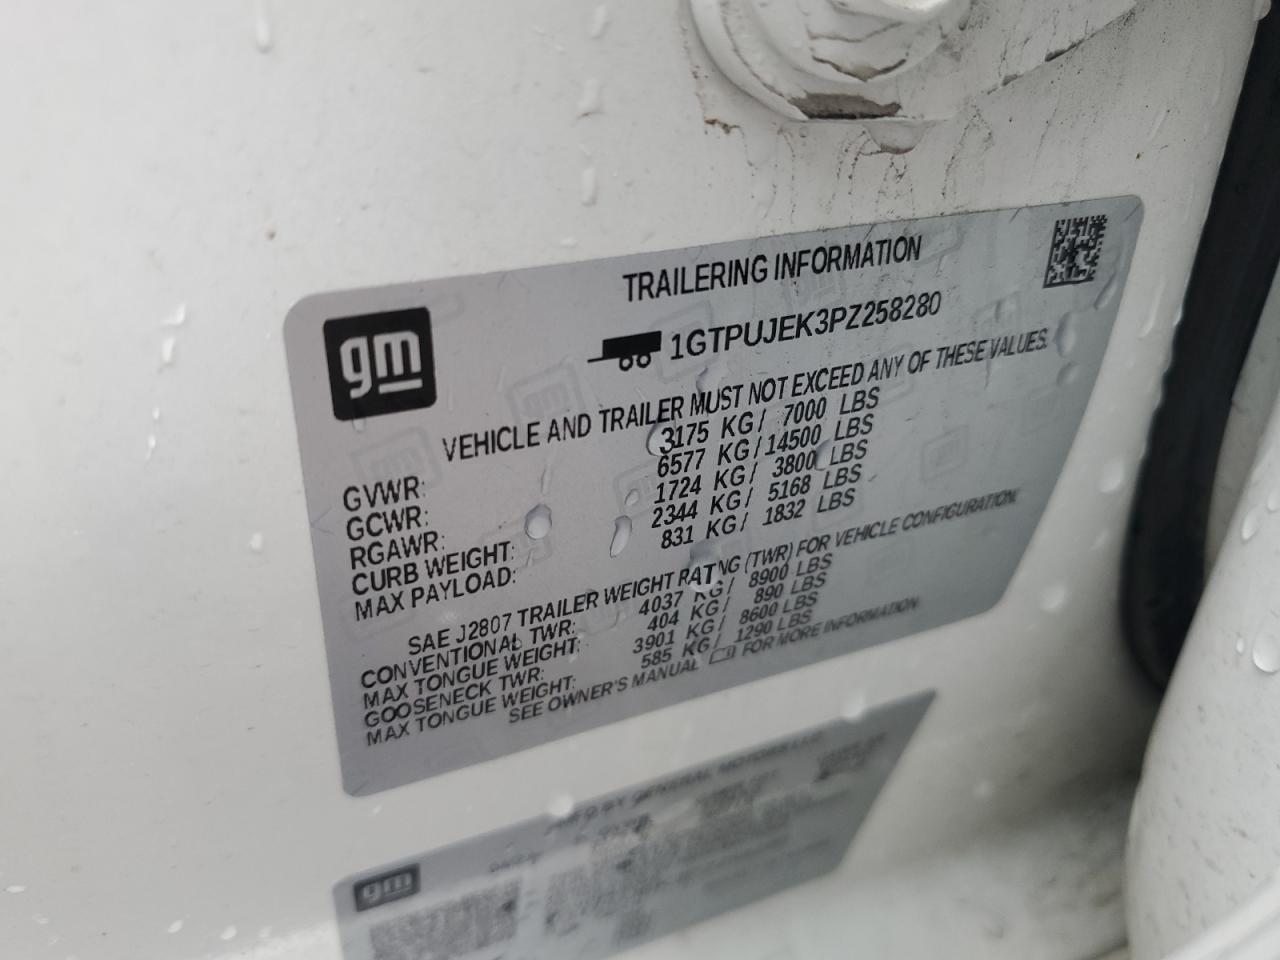 gm
TRAILERING INFORMATION
1GTPUJEK3PZ258280
VEHICLE AND TRAILER MUST NOT EXCEED ANY OF THESE VALUES.
GVWR: 3175 KG / 7000 LBS
GCWR: 6577 KG / 14500 LBS
RGAWR: 1724 KG / 3800 LBS
CURB WEIGHT: 2344 KG / 5168 LBS
MAX PAYLOAD: 831 KG / 1832 LBS
SAE J2807 TRAILER WEIGHT RATNG (TWR) FOR VEHICLE CONFIGURATION.
CONVENTIONAL TWR: 4037 KG / 8900 LBS
MAX TONGUE WEIGHT: 404 KG / 890 LBS
GOOSENECK TWR: 3901 KG / 8600 LBS
MAX TONGUE WEIGHT: 585 KG / 1290 LBS
SEE OWNER'S MANUAL FOR MORE INFORMATION.
GENERAL MOTORS LLC
gm